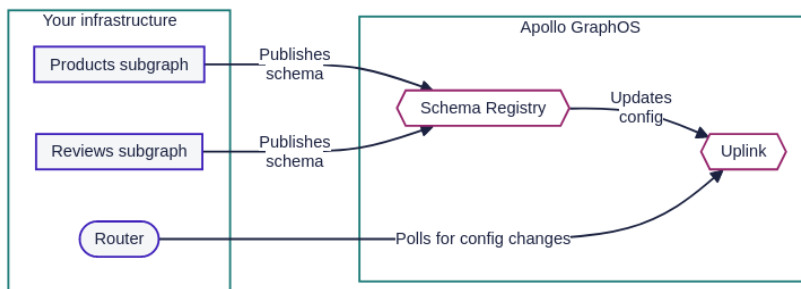 Your infrastructure
Apollo GraphOS
Products subgraph
Publishes
schema
Schema Registry
Updates
config
Reviews subgraph
Publishes
schema
Uplink
Router
Polls for config changes